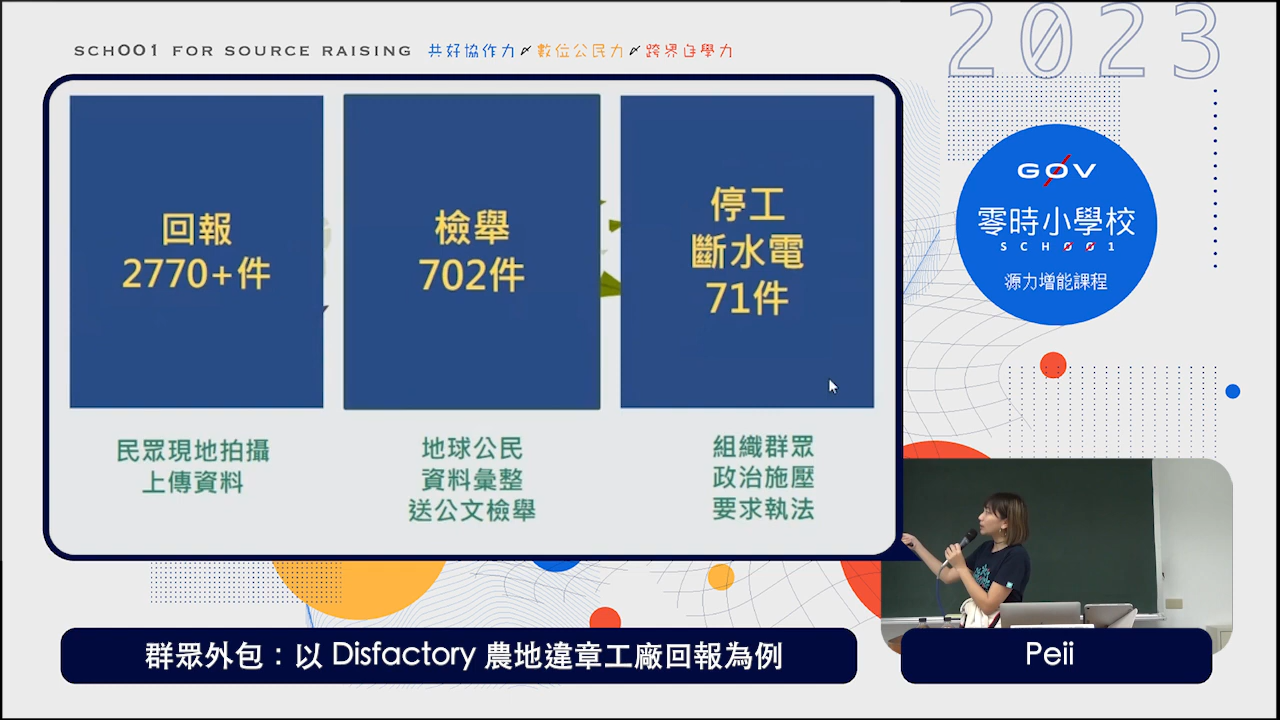 SCH001 FOR SOURCE RAISING 共好協作力 數位公民力 跨界自學力
2023
G0V
零時小學校
SCH001
源力增能課程
回報
2770+件
檢舉
702件
停工
斷水電
71件
民眾現地拍攝
上傳資料
地球公民
資料彙整
送公文檢舉
組織群眾
政治施壓
要求執法
群眾外包：以 Disfactory 農地違章工廠回報為例
Peii